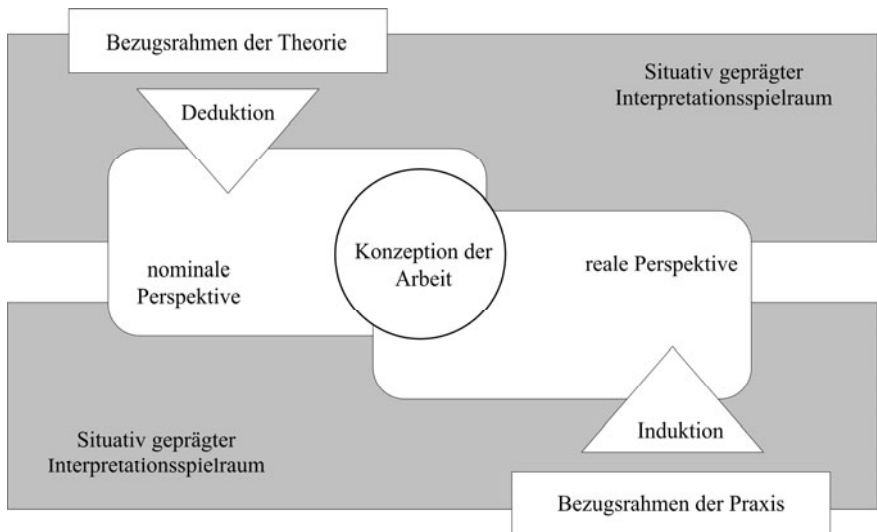 Bezugsrahmen der Theorie
Situativ geprägter
Interpretationsspielraum
Deduktion
Konzeption der
Arbeit
nominale
Perspektive
reale Perspektive
Situativ geprägter
Interpretationsspielraum
Induktion
Bezugsrahmen der Praxis